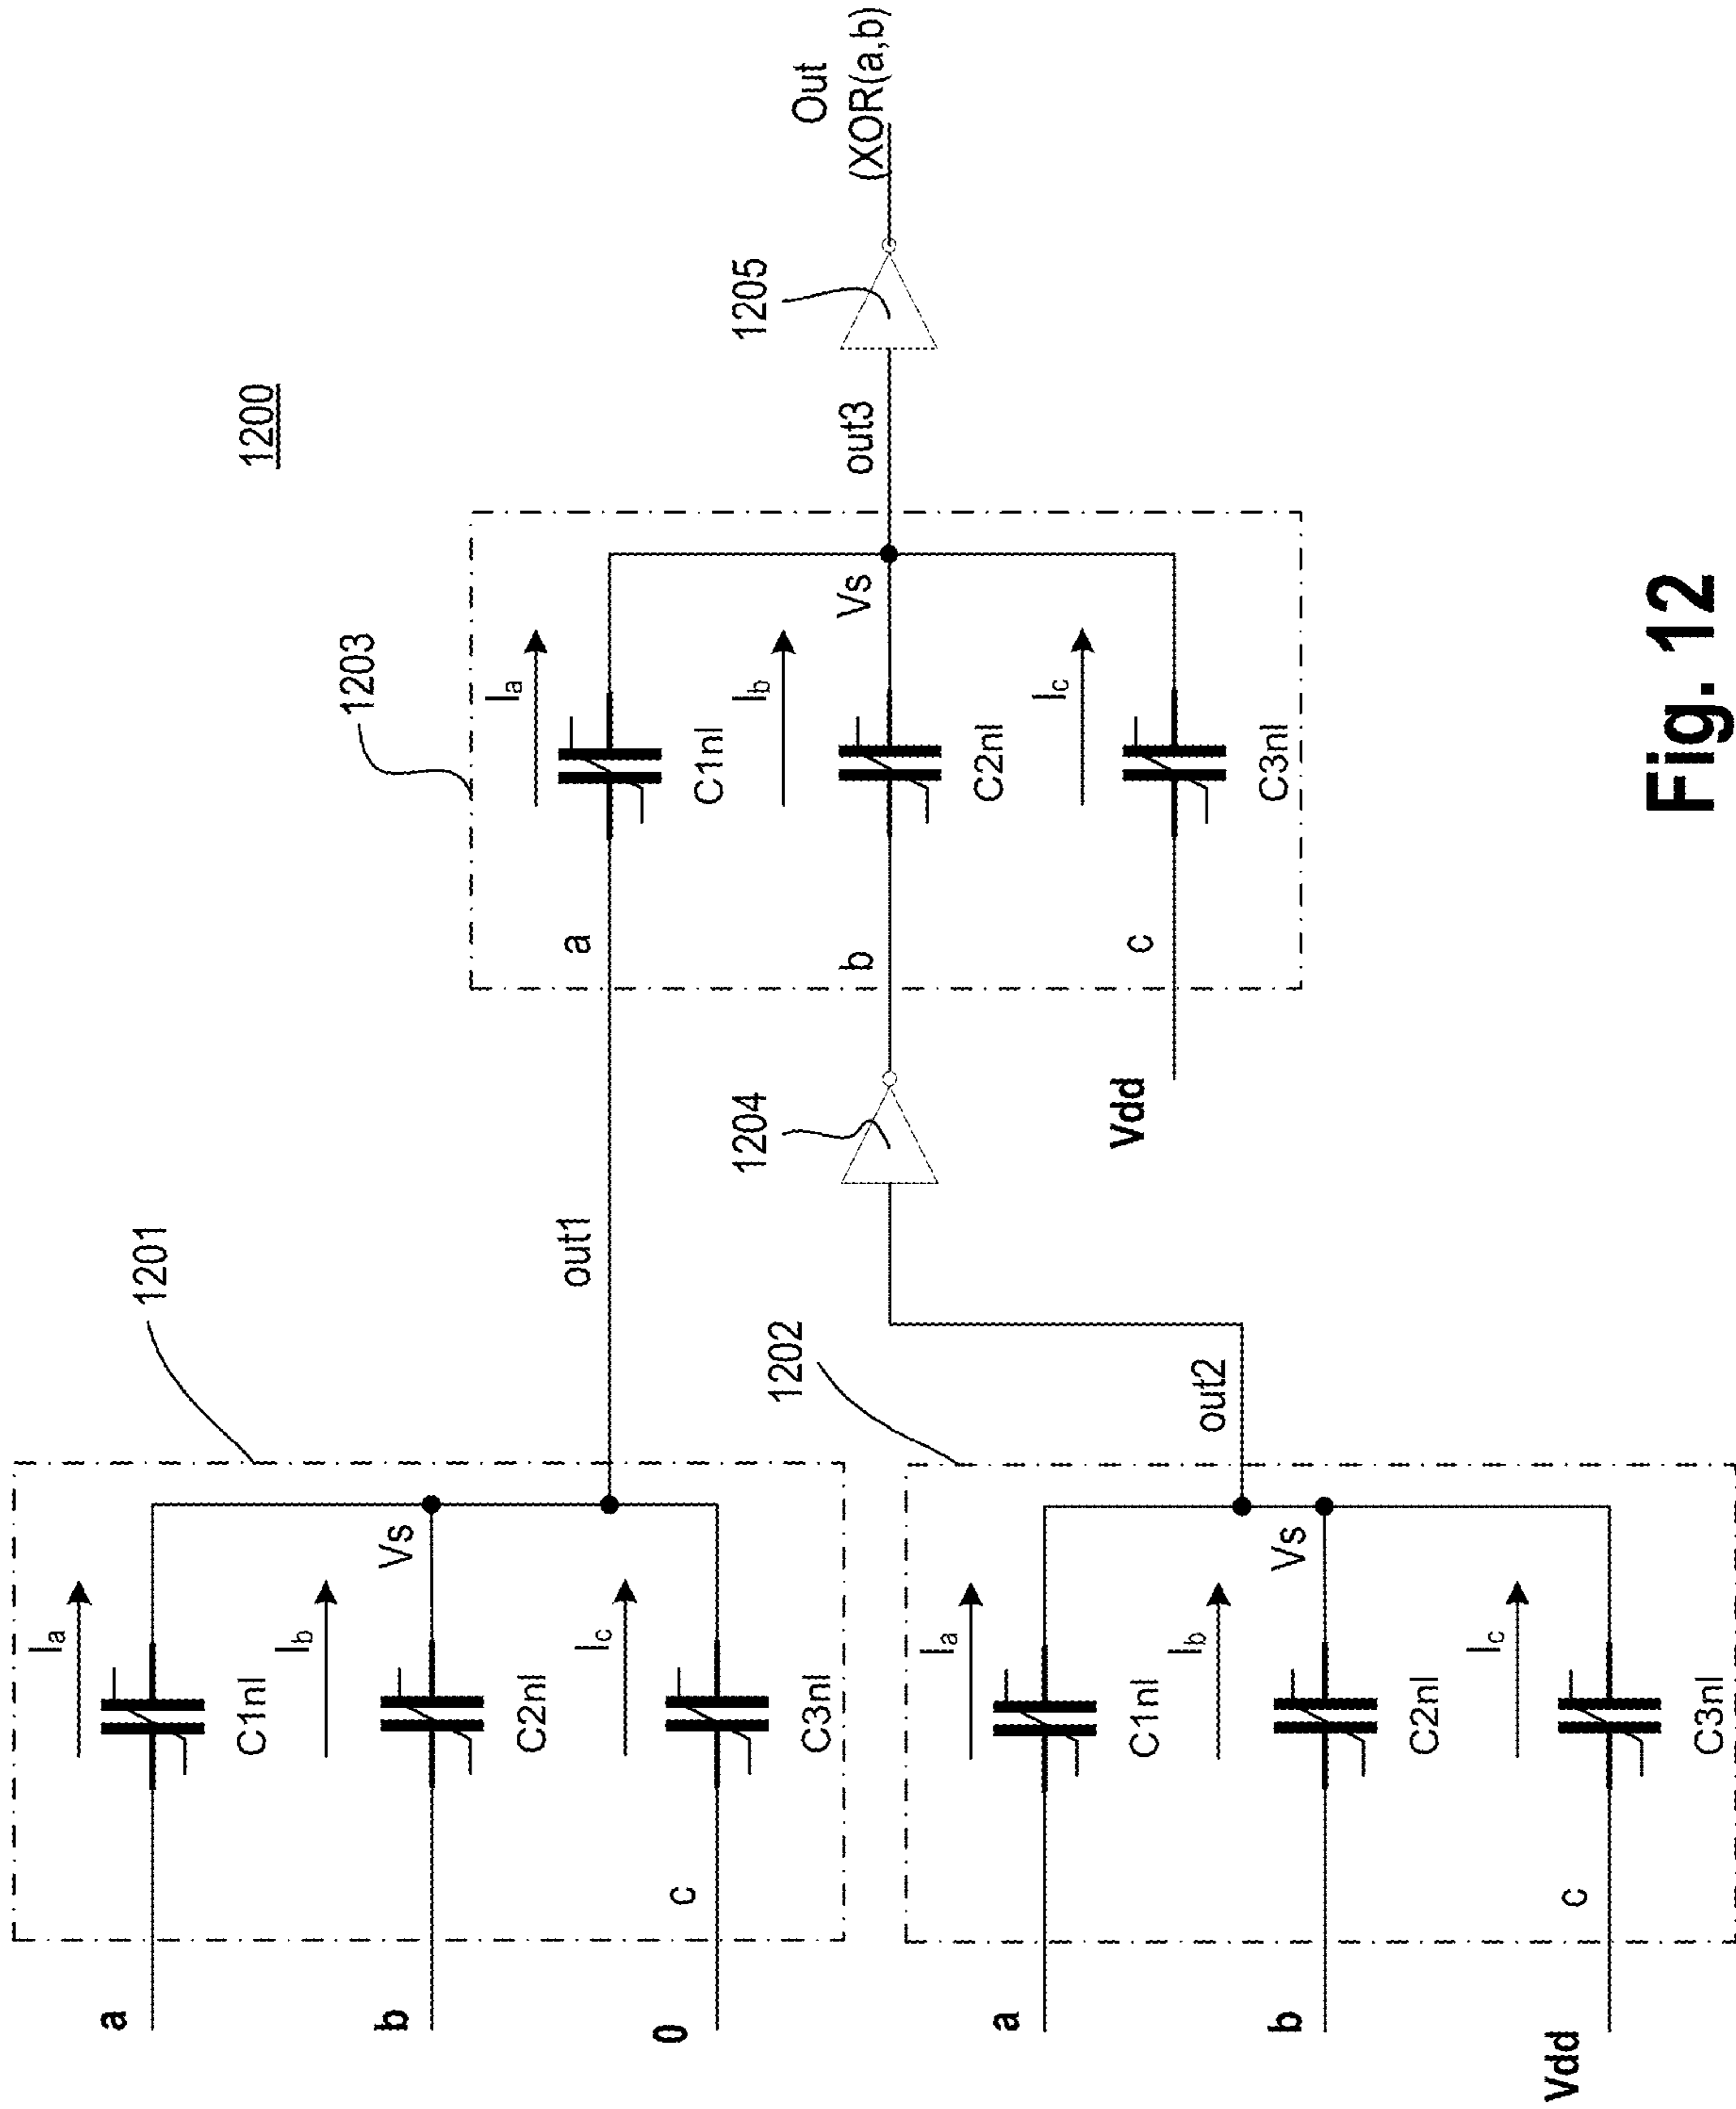 1200
1201
a
Ia
C1nl
b
Ib
Vs
C2nl
0
c
Ic
C3nl
out1
1202
a
Ia
C1nl
b
Ib
Vs
C2nl
Vdd
c
Ic
C3nl
out2
1204
1203
a
Ia
C1nl
b
Ib
Vs
C2nl
Vdd
c
Ic
C3nl
out3
1205
Out
(XOR(a,b)
Fig. 12